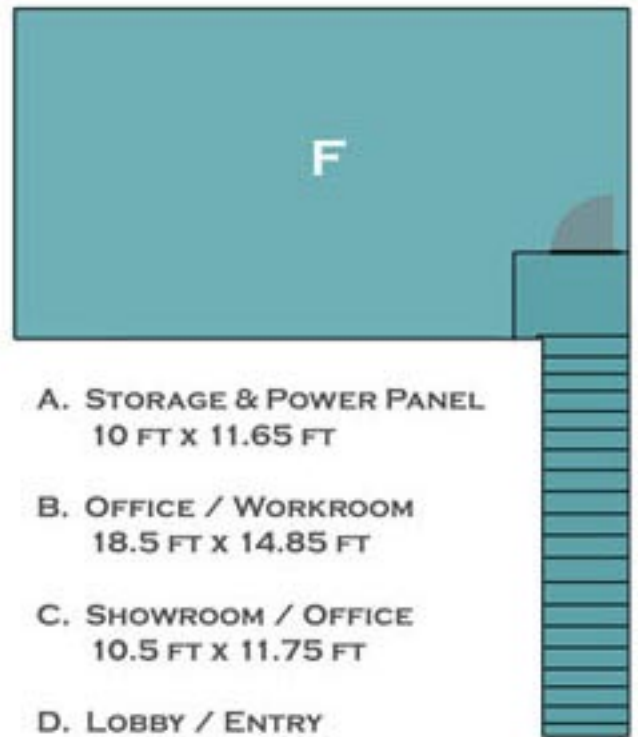 F
A. STORAGE & POWER PANEL
10 FT X 11.65 FT
B. OFFICE / WORKROOM
18.5 FT X 14.85 FT
C. SHOWROOM / OFFICE
10.5 FT X 11.75 FT
D. LOBBY / ENTRY